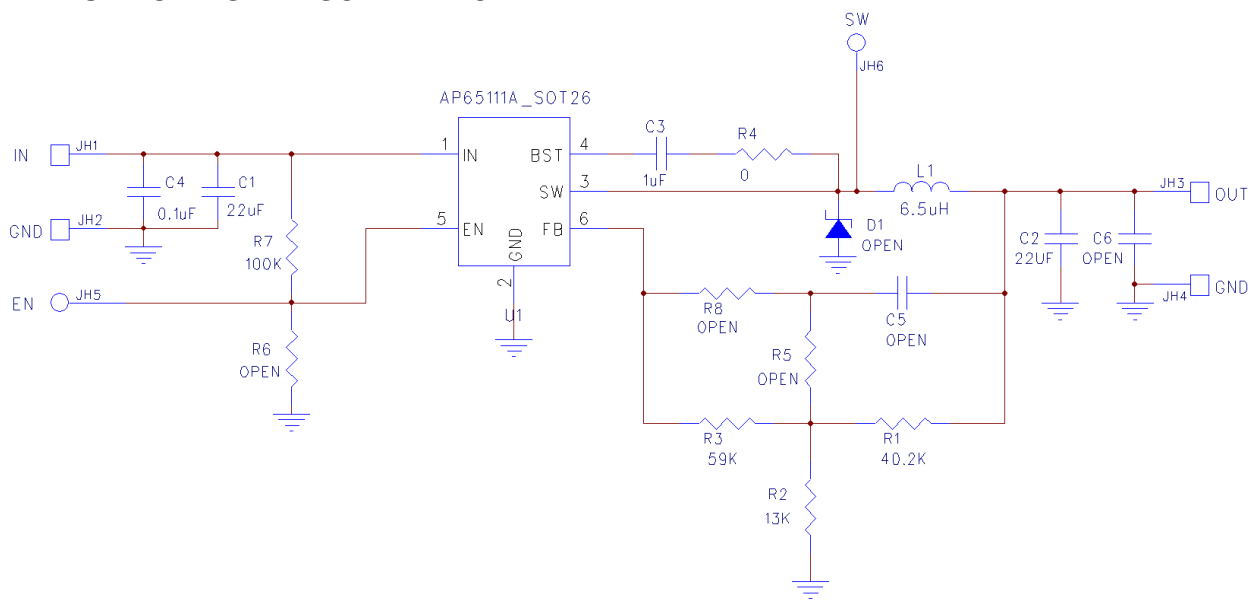 SW
JH6
AP65111A_SOT26
IN
JH1
1
IN
BST
4
C3
1uF
R4
0
C4
0.1uF
C1
22uF
SW
3
L1
6.5uH
JH3
OUT
GND
JH2
5
EN
FB
6
GND
2
U1
D1
OPEN
C2
22UF
C6
OPEN
JH4
GND
R7
100K
EN
JH5
R8
OPEN
C5
OPEN
R6
OPEN
R5
OPEN
R3
59K
R1
40.2K
R2
13K